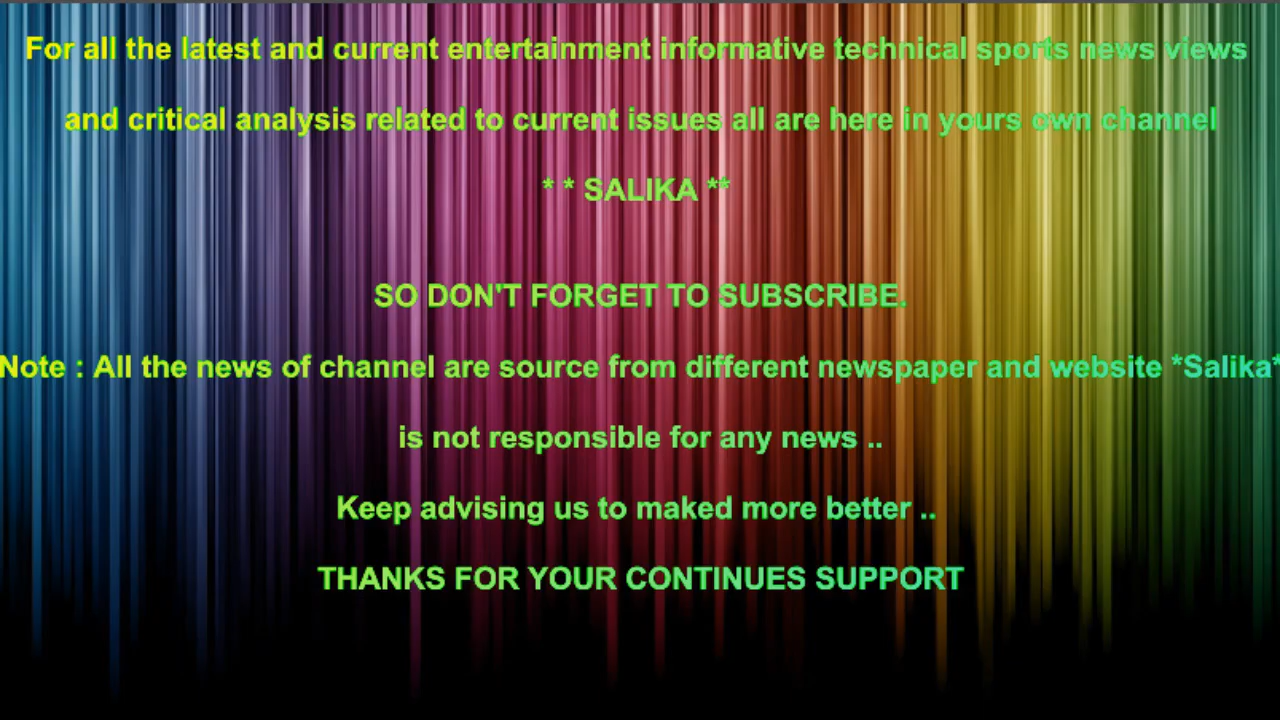 For all the latest and current entertainment informative technical sports news views
and critical analysis related to current issues all are here in yours own channel
* * SALIKA **
SO DON'T FORGET TO SUBSCRIBE.
Note : All the news of channel are source from different newspaper and website *Salika*
is not responsible for any news ..
Keep advising us to maked more better ..
THANKS FOR YOUR CONTINUES SUPPORT